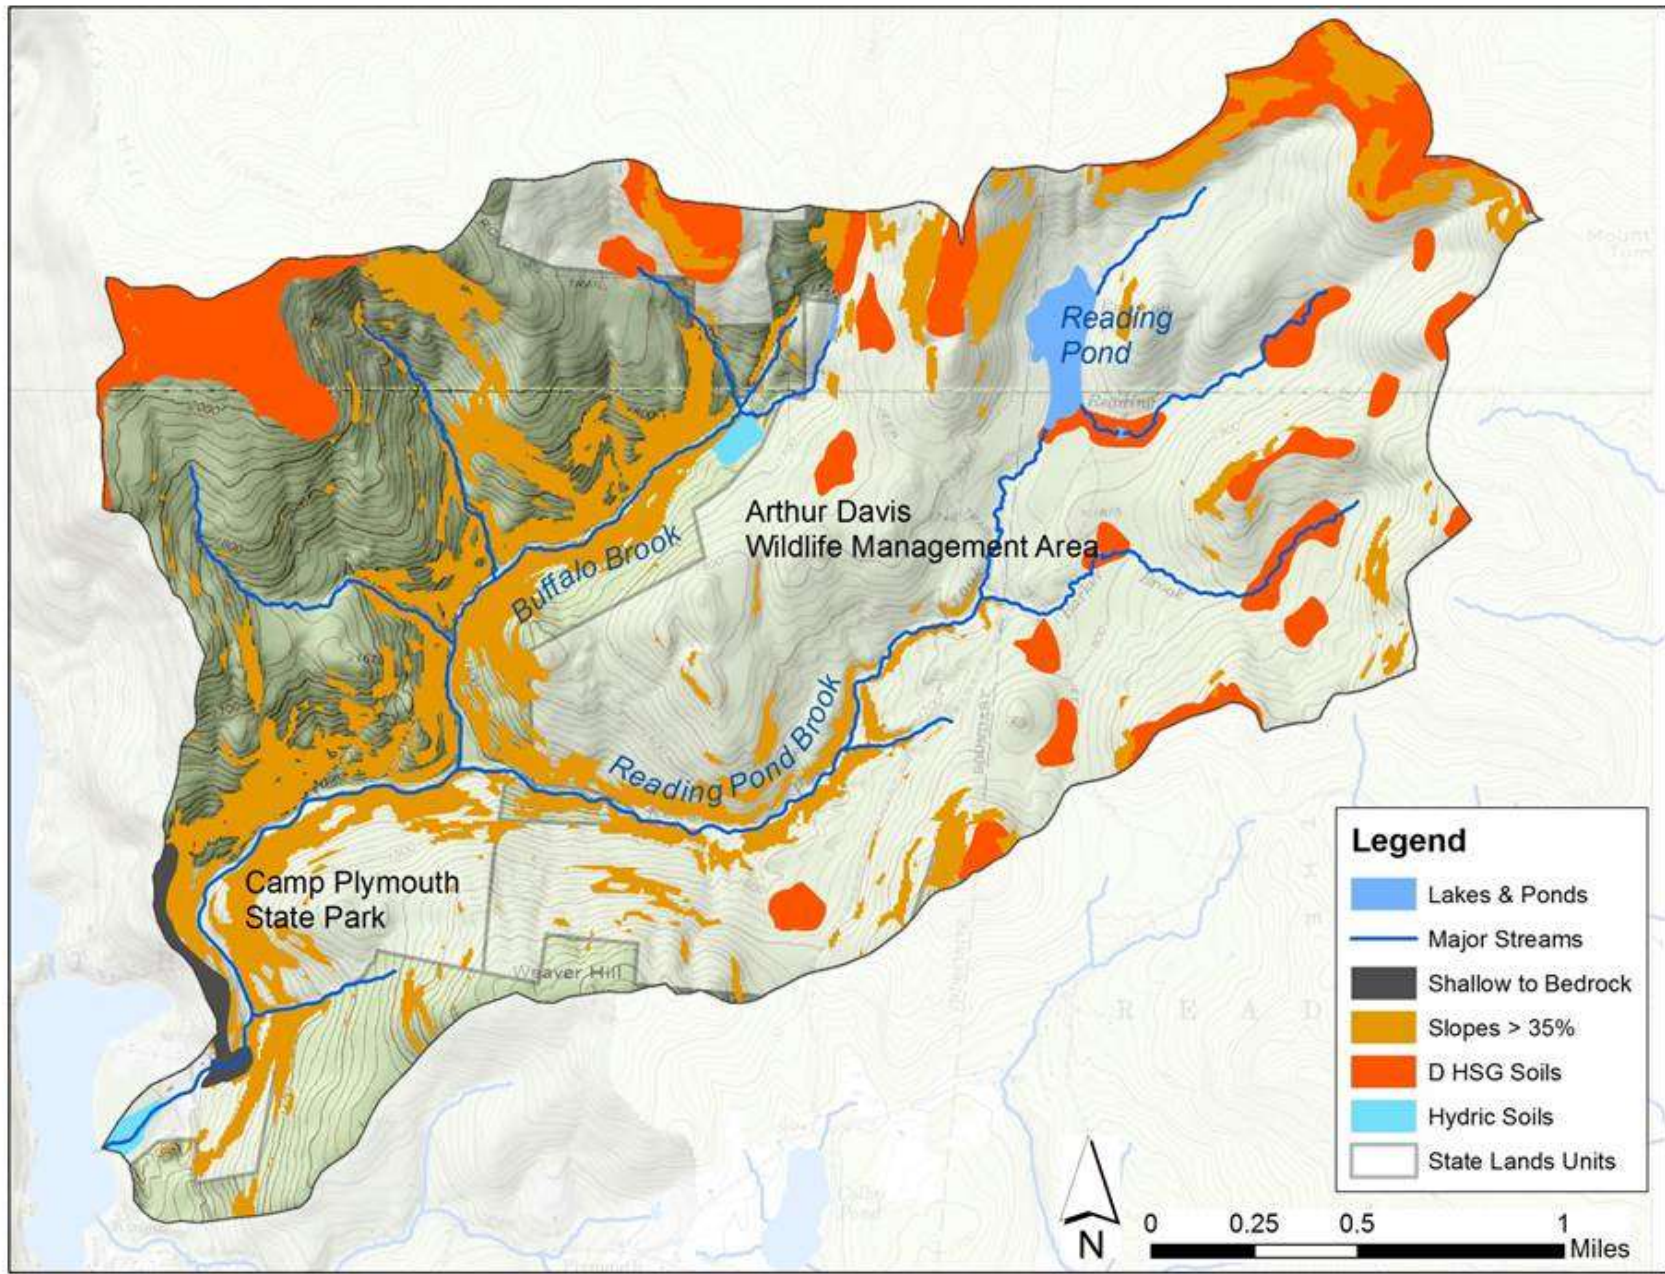 Reading
Pond
Reading
Arthur Davis
Wildlife Management Area
Buffalo Brook
Reading Pond Brook
Camp Plymouth
State Park
Weaver Hill
Legend
Lakes & Ponds
Major Streams
Shallow to Bedrock
Slopes > 35%
D HSG Soils
Hydric Soils
State Lands Units
R E A D
N
0 0.25 0.5 1
Miles